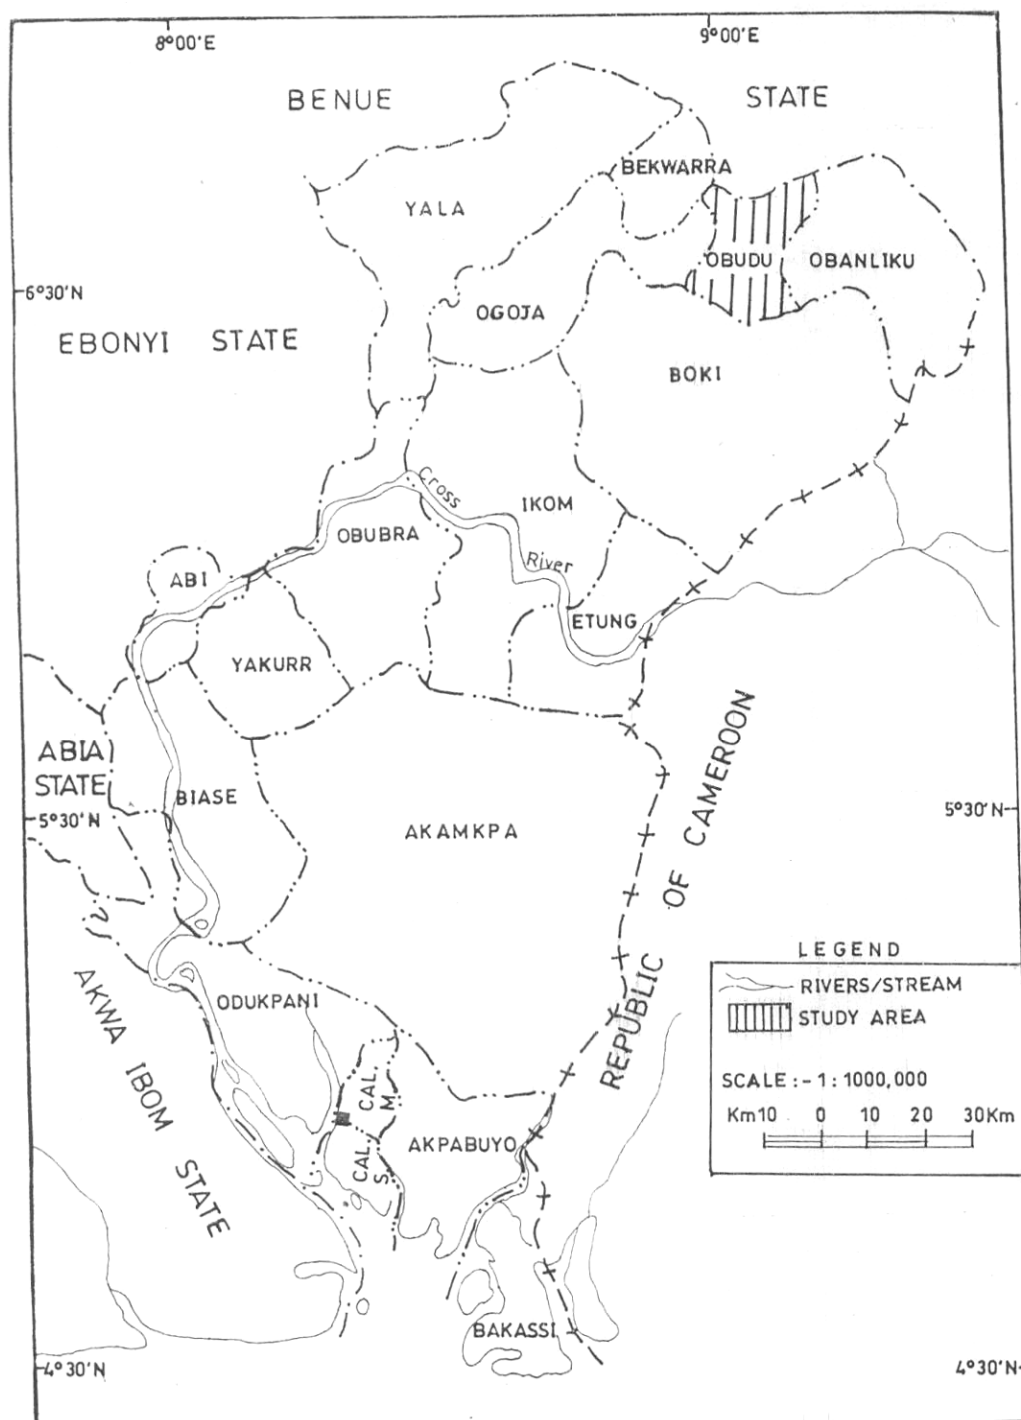 8°00'E
9°00'E
BENUE STATE
BEKWARRA
YALA
OBUDU
OBANLIKU
6°30'N
OGOJA
EBONYI STATE
BOKI
Cross
IKOM
OBUBRA
River
ABI
ETUNG
YAKURR
ABIA
STATE
BIASE
5°30'N
5°30'N
AKAMKPA
REPUBLIC OF CAMEROON
AKWA IBOM STATE
ODUKPANI
CAL. M.
CAL. S.
AKPABUYO
BAKASSI
LEGEND
RIVERS/STREAM
STUDY AREA
SCALE:-1:1000,000
Km10 0 10 20 30Km
4°30'N
4°30'N